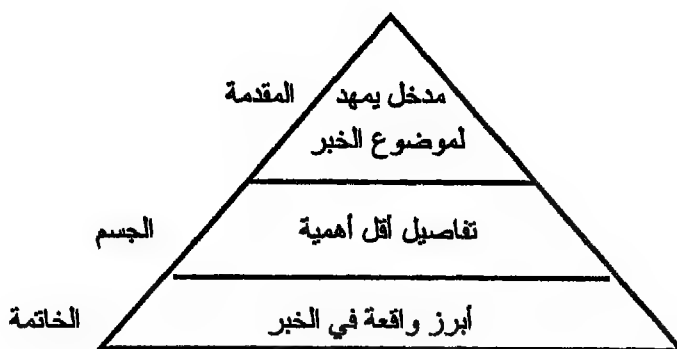 المقدمة
مدخل يمهد
لموضوع الخبر
الجسم
تفاصيل أقل أهمية
الخاتمة
أبرز واقعة في الخبر